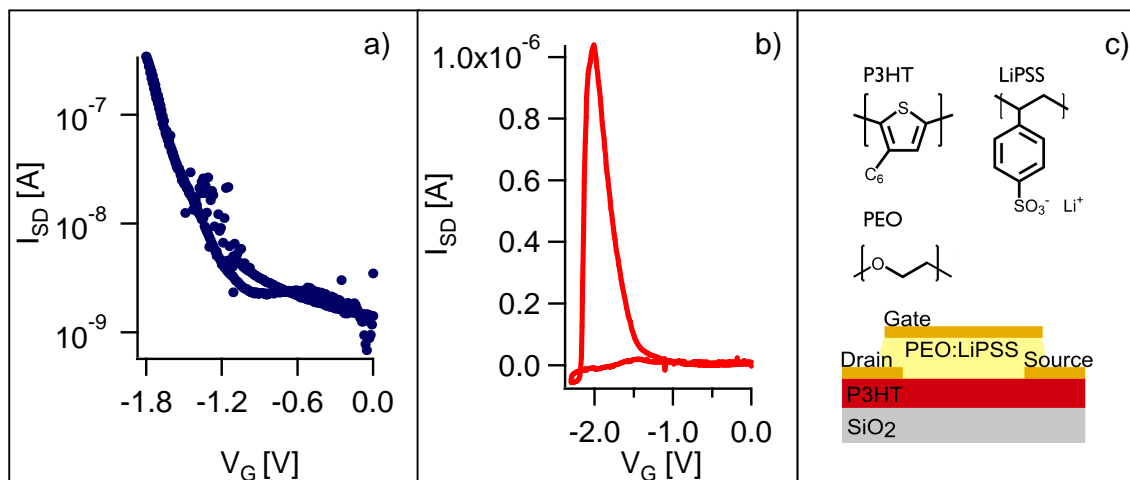 a)
10⁻⁷
10⁻⁸
10⁻⁹
I_SD [A]
-1.8 -1.2 -0.6 0.0
V_G [V]
b)
1.0x10⁻⁶
0.8
0.6
0.4
0.2
0.0
I_SD [A]
-2.0 -1.0 0.0
V_G [V]
c)
P3HT LiPSS
S
C₆
SO₃⁻ Li⁺
PEO
O
Gate
PEO:LiPSS
Drain Source
P3HT
SiO₂